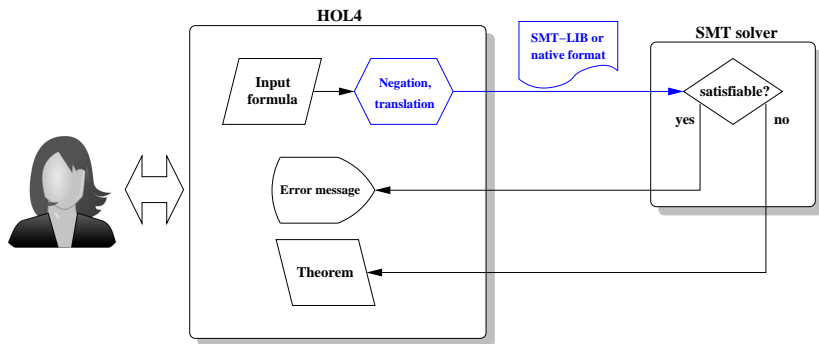 HOL4
SMT solver
SMT–LIB or
native format
Input
formula
Negation,
translation
satisfiable?
yes
no
Error message
Theorem